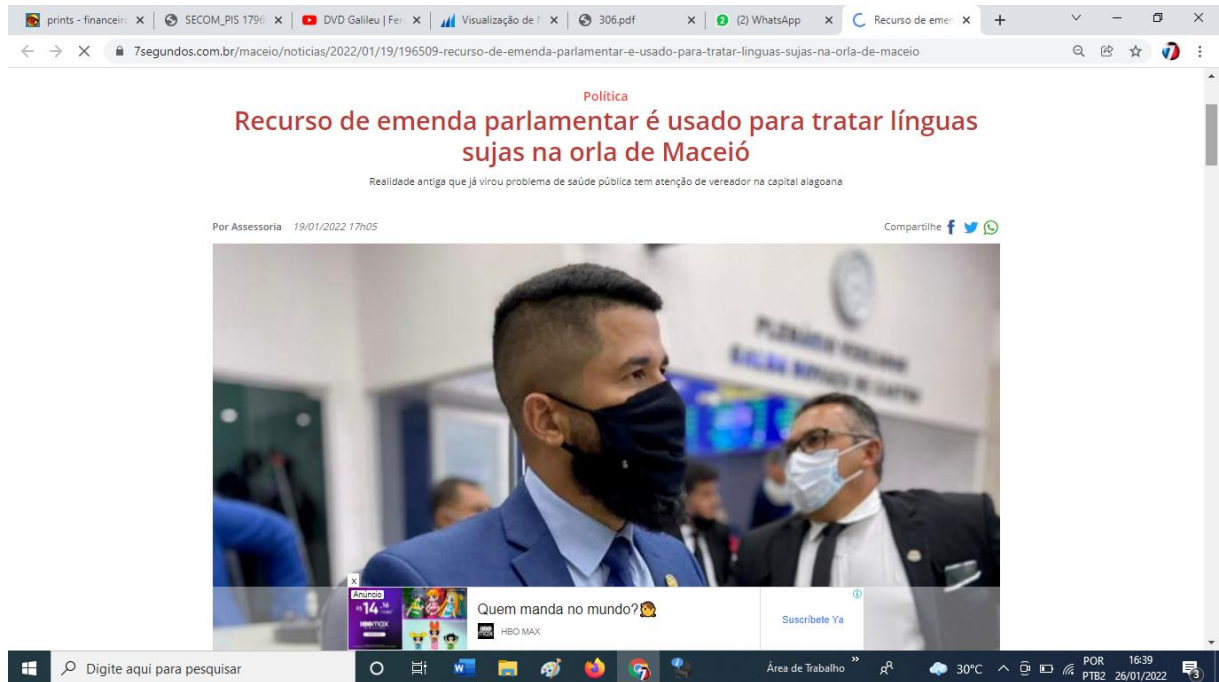 prints - financeiro
SECOM_PIS 1796
DVD Galileu | Fer
Visualização de N
306.pdf
(2) WhatsApp
Recurso de emen
7segundos.com.br/maceio/noticias/2022/01/19/196509-recurso-de-emenda-parlamentar-e-usado-para-tratar-linguas-sujas-na-orla-de-maceio
Política
Recurso de emenda parlamentar é usado para tratar línguas
sujas na orla de Maceió
Realidade antiga que já virou problema de saúde pública tem atenção de vereador na capital alagoana
Por Assessoria 19/01/2022 17h05
Compartilhe
x
Anúncio
R$ 14,16
HBOMAX
Quem manda no mundo?
HBO MAX
Suscríbete Ya
Digite aqui para pesquisar
Área de Trabalho
30°C
POR
PTB2
16:39
26/01/2022
3